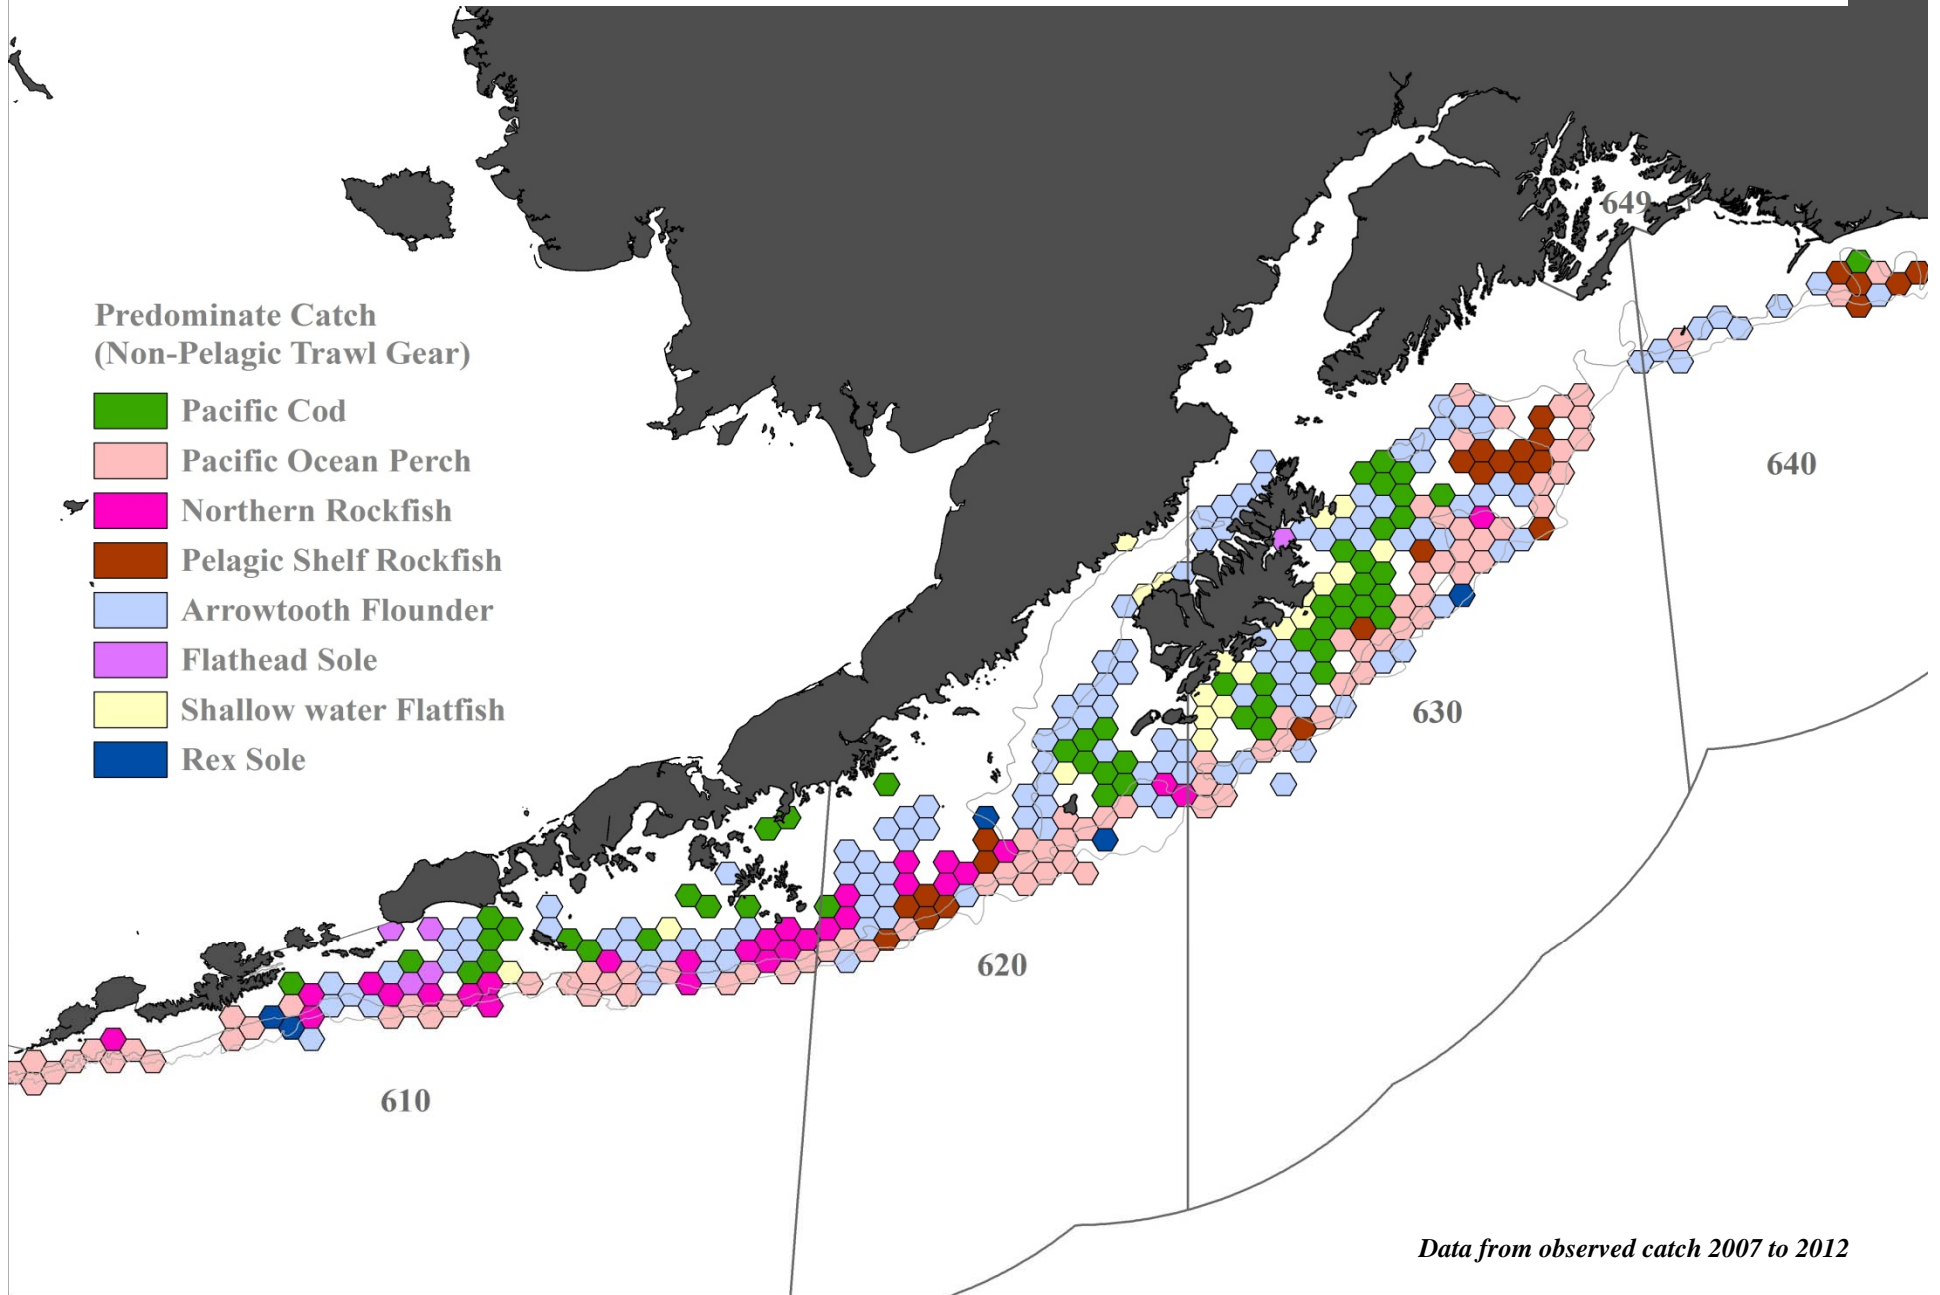 649
Predominate Catch
(Non-Pelagic Trawl Gear)
Pacific Cod
Pacific Ocean Perch
Northern Rockfish
Pelagic Shelf Rockfish
Arrowtooth Flounder
Flathead Sole
Shallow water Flatfish
Rex Sole
640
630
620
610
Data from observed catch 2007 to 2012